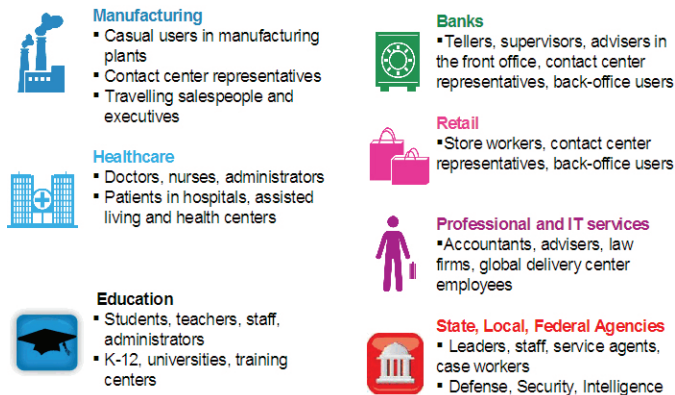 Manufacturing
▪ Casual users in manufacturing
plants
▪ Contact center representatives
▪ Travelling salespeople and
executives
Healthcare
▪ Doctors, nurses, administrators
▪ Patients in hospitals, assisted
living and health centers
Education
▪ Students, teachers, staff,
administrators
▪ K-12, universities, training
centers
Banks
▪Tellers, supervisors, advisers in
the front office, contact center
representatives, back-office users
Retail
▪Store workers, contact center
representatives, back-office users
Professional and IT services
▪Accountants, advisers, law
firms, global delivery center
employees
State, Local, Federal Agencies
▪ Leaders, staff, service agents,
case workers
▪ Defense, Security, Intelligence